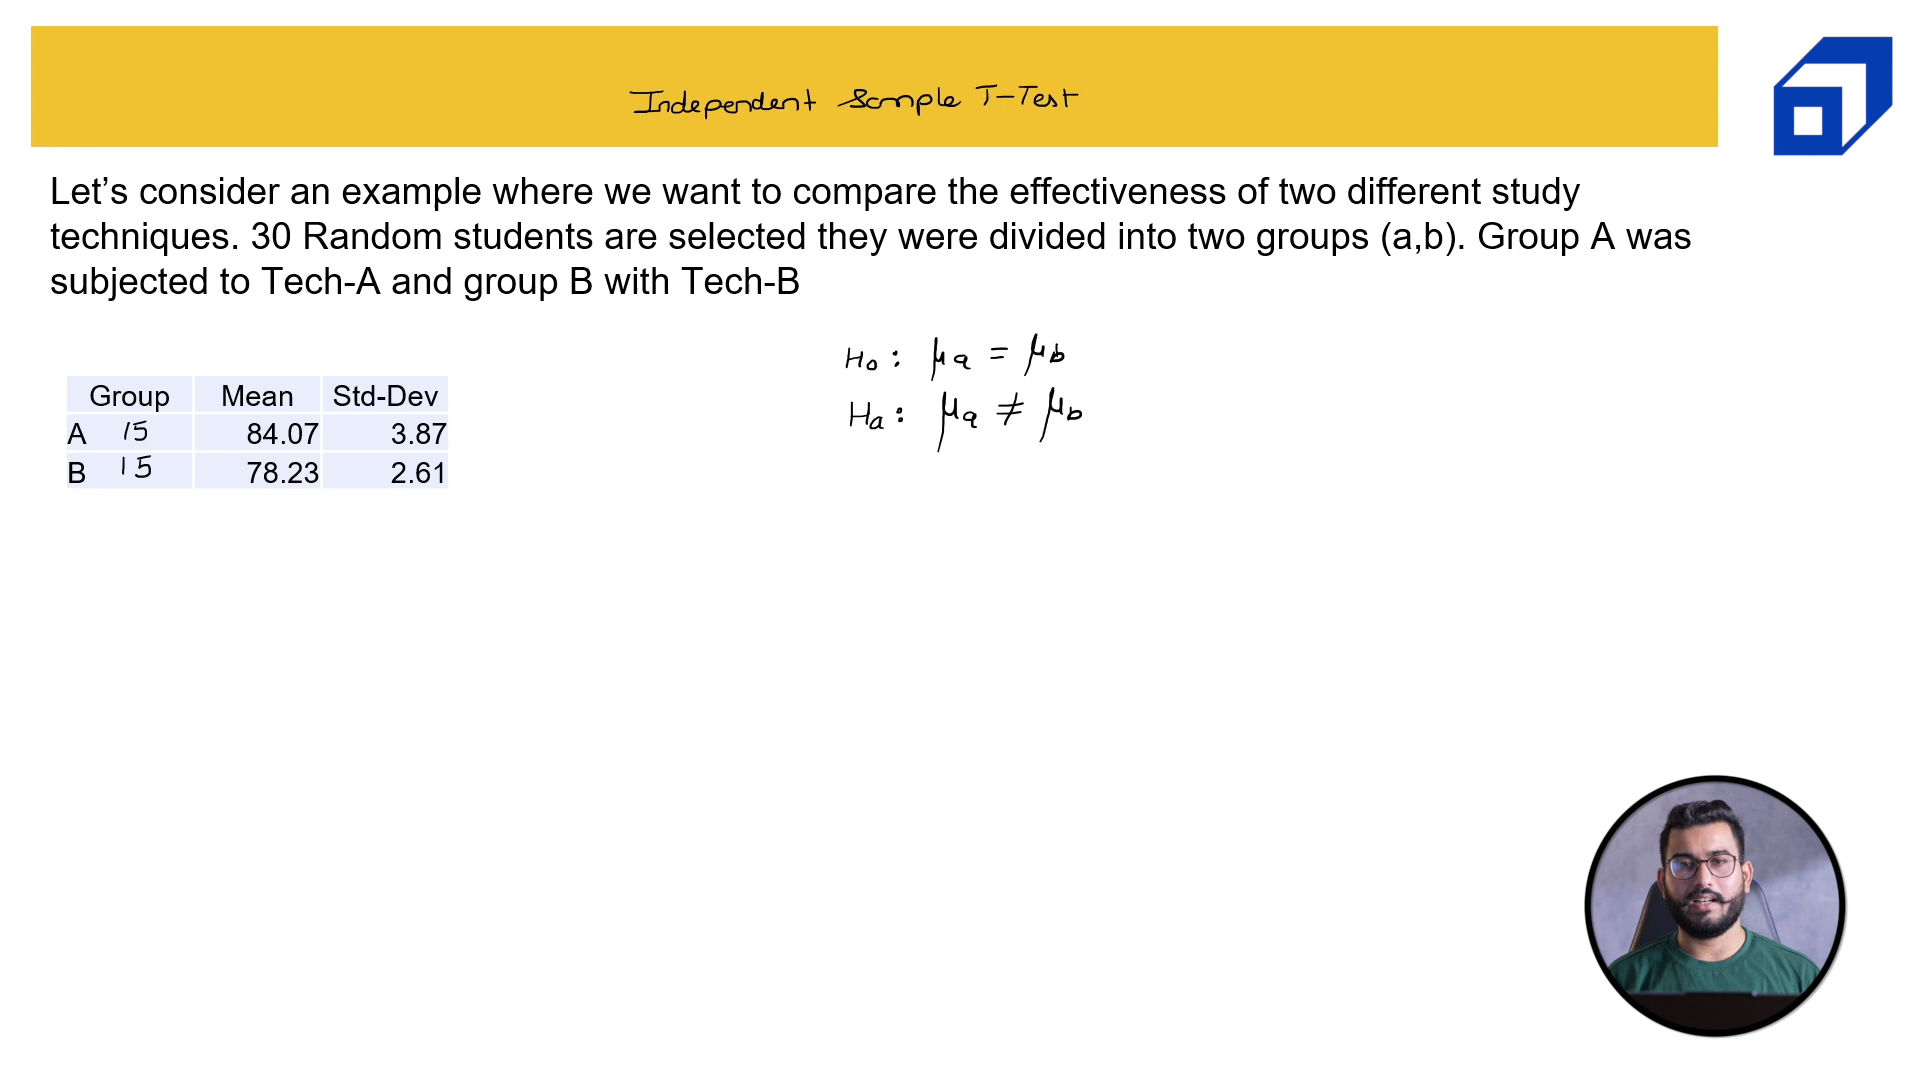 Independent Sample T-Test
Let's consider an example where we want to compare the effectiveness of two different study
techniques. 30 Random students are selected they were divided into two groups (a,b). Group A was
subjected to Tech-A and group B with Tech-B
H₀ : μa = μb
Ha : μa ≠ μb
Group Mean Std-Dev
A 15 84.07 3.87
B 15 78.23 2.61